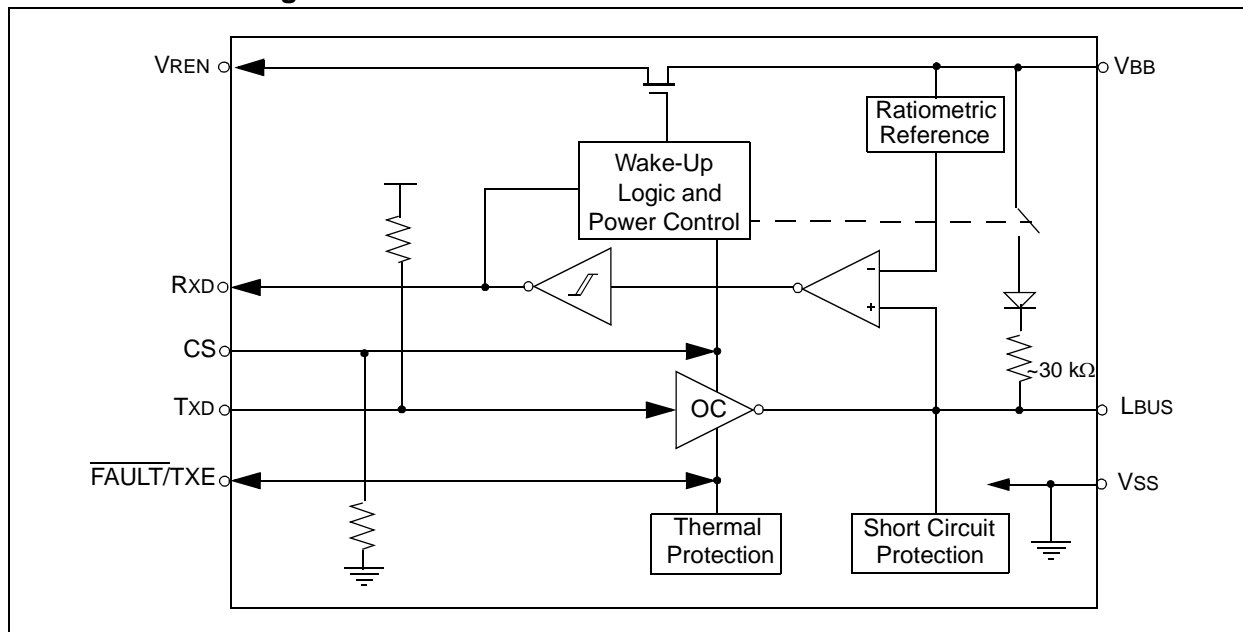 VREN
VBB
Ratiometric
Reference
Wake-Up
Logic and
Power Control
RXD
−
+
CS
~30 kΩ
TXD
OC
LBUS
FAULT/TXE
VSS
Thermal
Protection
Short Circuit
Protection